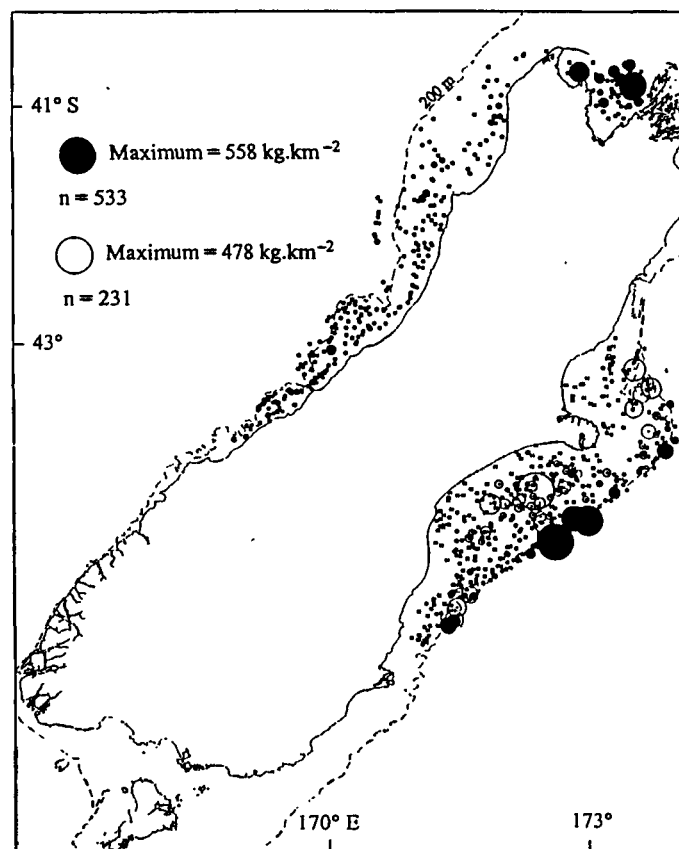 200 m
41° S
Maximum = 558 kg.km⁻²
n = 533
Maximum = 478 kg.km⁻²
n = 231
43°
170° E
173°